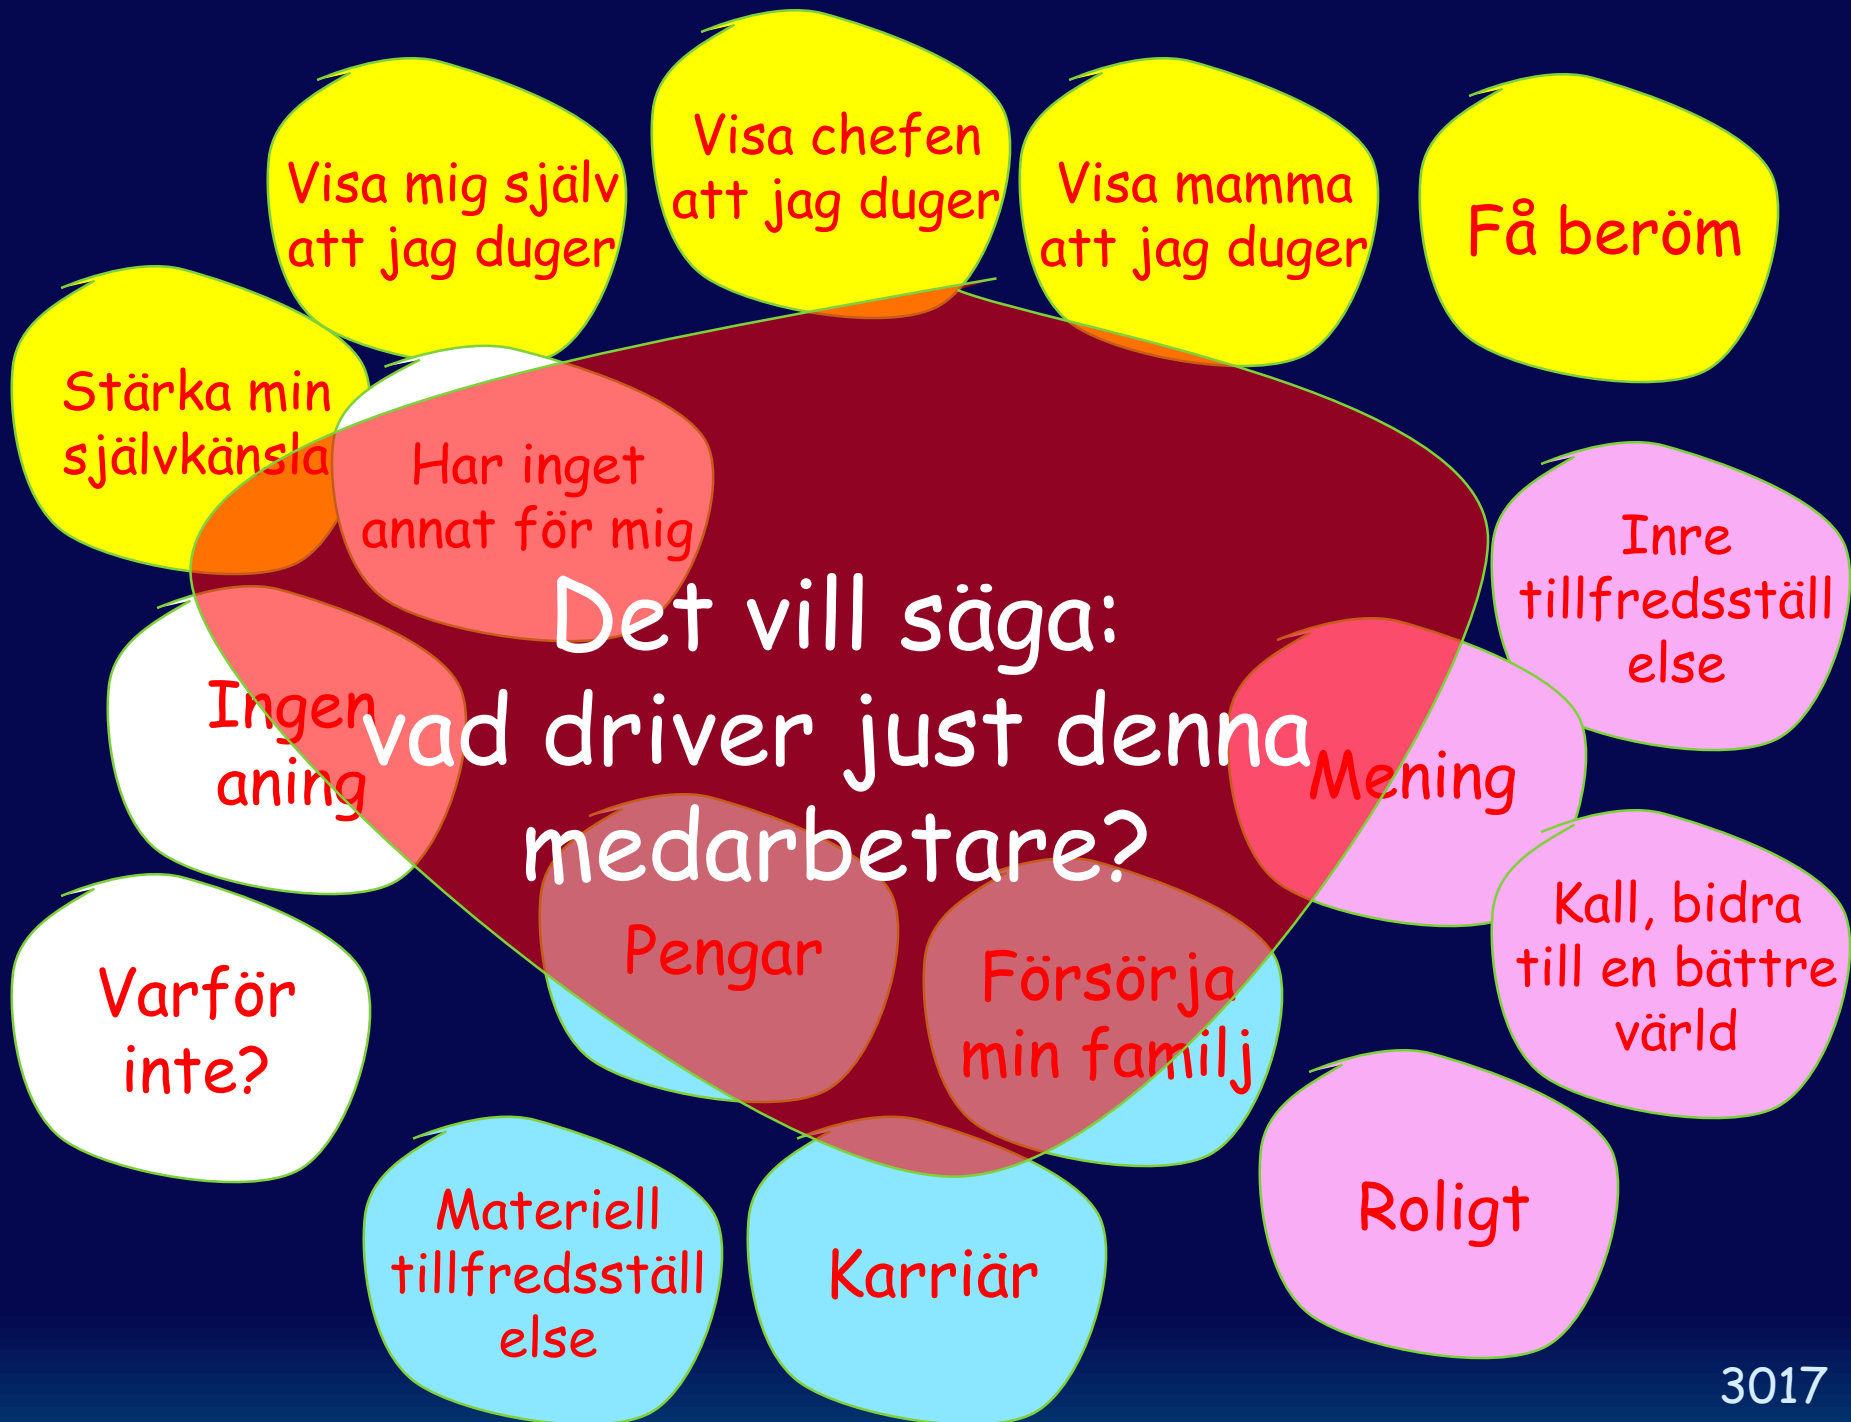 Visa mig själv
att jag duger
Visa chefen
att jag duger
Visa mamma
att jag duger
Få beröm
Stärka min
självkänsla
Har inget
annat för mig
Inre
tillfredsställ
else
Det vill säga:
vad driver just denna
medarbetare?
Ingen
aning
Mening
Pengar
Försörja
min familj
Kall, bidra
till en bättre
värld
Varför
inte?
Materiell
tillfredsställ
else
Karriär
Roligt
3017